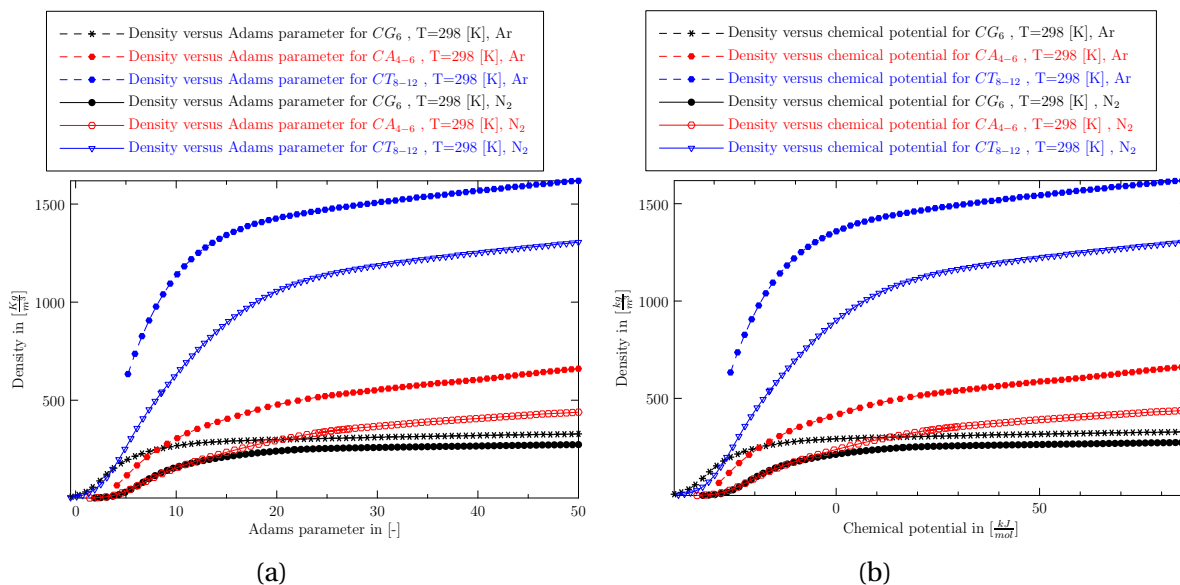 Density versus Adams parameter for CG6 , T=298 [K], Ar
Density versus Adams parameter for CA4−6 , T=298 [K], Ar
Density versus Adams parameter for CT8−12 , T=298 [K], Ar
Density versus Adams parameter for CG6 , T=298 [K], N2
Density versus Adams parameter for CA4−6 , T=298 [K], N2
Density versus Adams parameter for CT8−12 , T=298 [K], N2
1500
1000
500
Density in [Kg/m3]
0 10 20 30 40 50
Adams parameter in [-]
(a)
Density versus chemical potential for CG6 , T=298 [K], Ar
Density versus chemical potential for CA4−6 , T=298 [K], Ar
Density versus chemical potential for CT8−12 , T=298 [K], Ar
Density versus chemical potential for CG6 , T=298 [K] , N2
Density versus chemical potential for CA4−6 , T=298 [K] , N2
Density versus chemical potential for CT8−12 , T=298 [K] , N2
1500
1000
500
Density in [kg/m3]
0 50
Chemical potential in [kJ/mol]
(b)